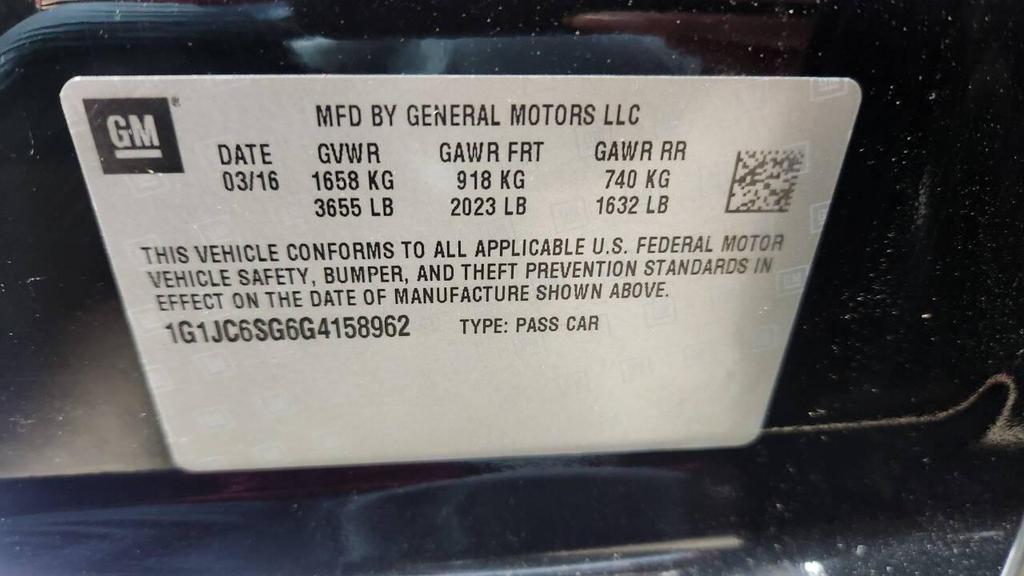 GM®
MFD BY GENERAL MOTORS LLC
DATE GVWR GAWR FRT GAWR RR
03/16 1658 KG 918 KG 740 KG
3655 LB 2023 LB 1632 LB
THIS VEHICLE CONFORMS TO ALL APPLICABLE U.S. FEDERAL MOTOR
VEHICLE SAFETY, BUMPER, AND THEFT PREVENTION STANDARDS IN
EFFECT ON THE DATE OF MANUFACTURE SHOWN ABOVE.
1G1JC6SG6G4158962 TYPE: PASS CAR